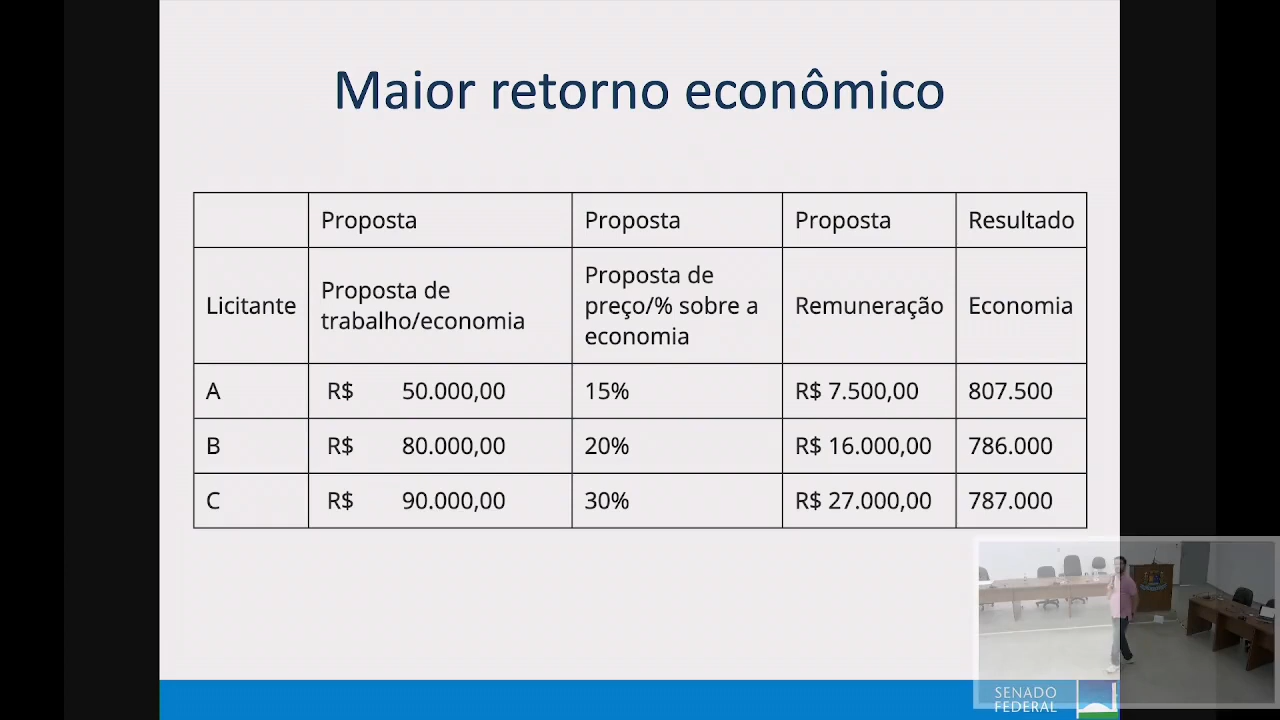 Maior retorno econômico
Proposta Proposta Proposta Resultado
Licitante Proposta de trabalho/economia Proposta de preço/% sobre a economia Remuneração Economia
A R$ 50.000,00 15% R$ 7.500,00 807.500
B R$ 80.000,00 20% R$ 16.000,00 786.000
C R$ 90.000,00 30% R$ 27.000,00 787.000
SENADO
FEDERAL